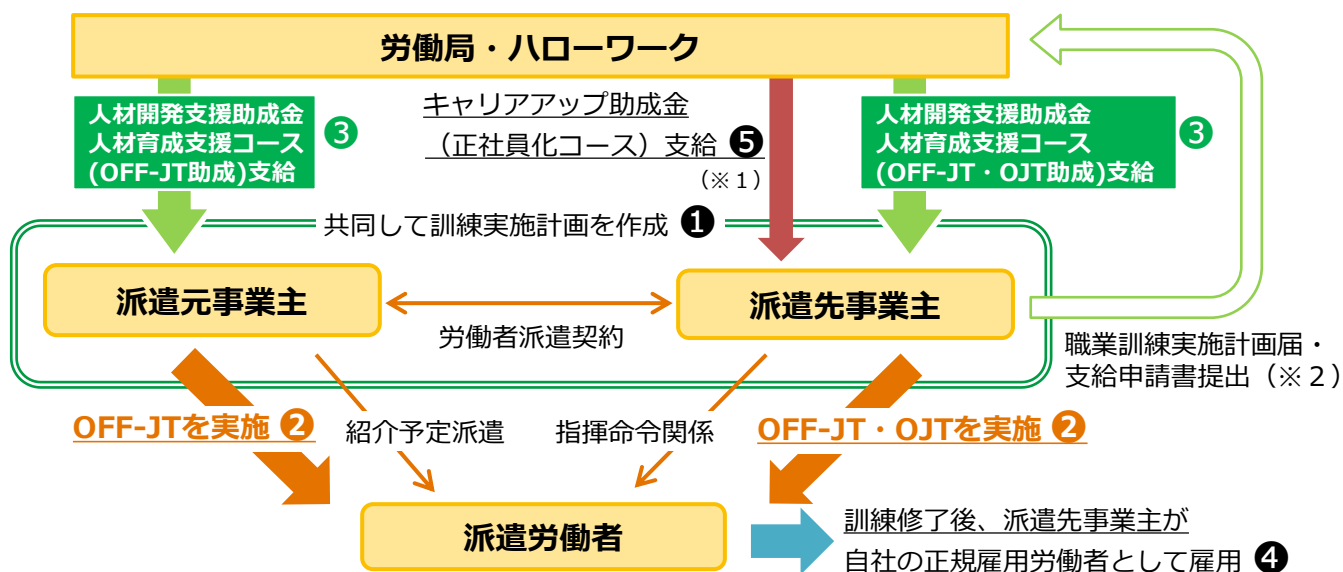 労働局・ハローワーク
人材開発支援助成金
人材育成支援コース
(OFF-JT助成)支給
❸
キャリアアップ助成金
（正社員化コース）支給 ❺
（※１）
人材開発支援助成金
人材育成支援コース
(OFF-JT・OJT助成)支給
❸
共同して訓練実施計画を作成 ❶
派遣元事業主
派遣先事業主
労働者派遣契約
職業訓練実施計画届・
支給申請書提出（※２）
OFF-JTを実施 ❷
紹介予定派遣
指揮命令関係
OFF-JT・OJTを実施 ❷
派遣労働者
訓練修了後、派遣先事業主が
自社の正規雇用労働者として雇用 ❹